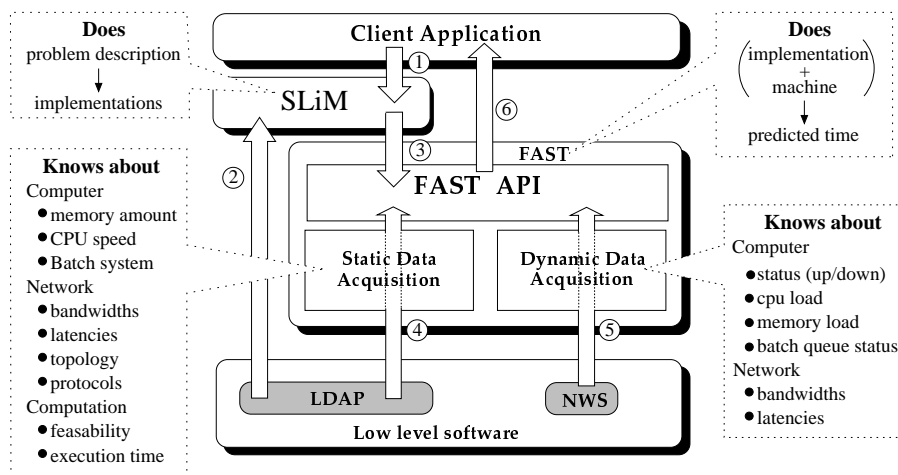 Does
problem description
implementations
Knows about
Computer
● memory amount
● CPU speed
● Batch system
Network
● bandwidths
● latencies
● topology
● protocols
Computation
● feasability
● execution time
Client Application
1
SLiM
6
2
3
FAST
FAST API
Static Data
Acquisition
Dynamic Data
Acquisition
4
5
LDAP
NWS
Low level software
Does
( implementation
+
machine )
predicted time
Knows about
Computer
● status (up/down)
● cpu load
● memory load
● batch queue status
Network
● bandwidths
● latencies